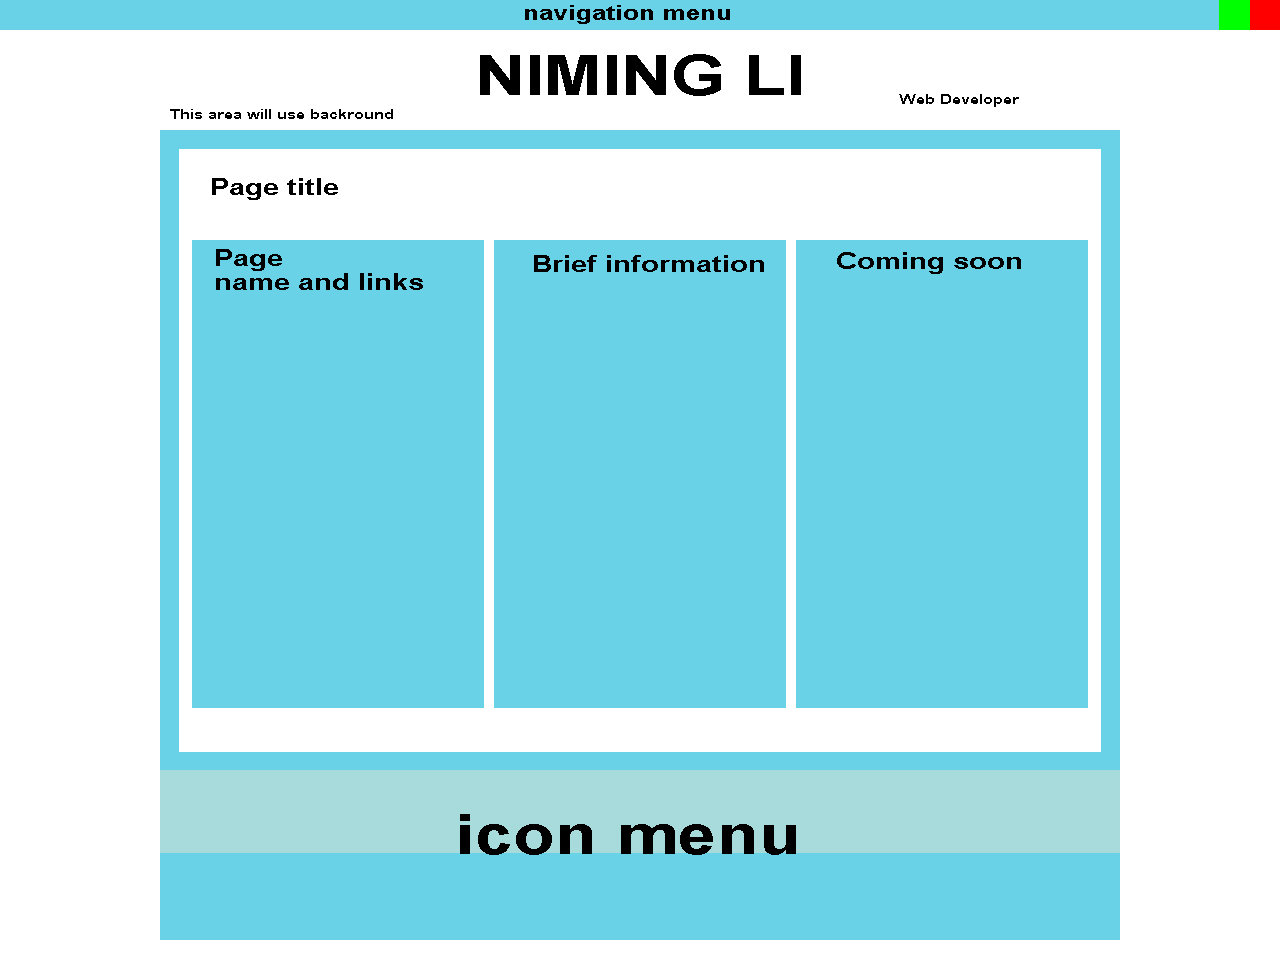 navigation menu
NIMING LI
Web Developer
This area will use backround
Page title
Page
name and links
Brief information
Coming soon
icon menu